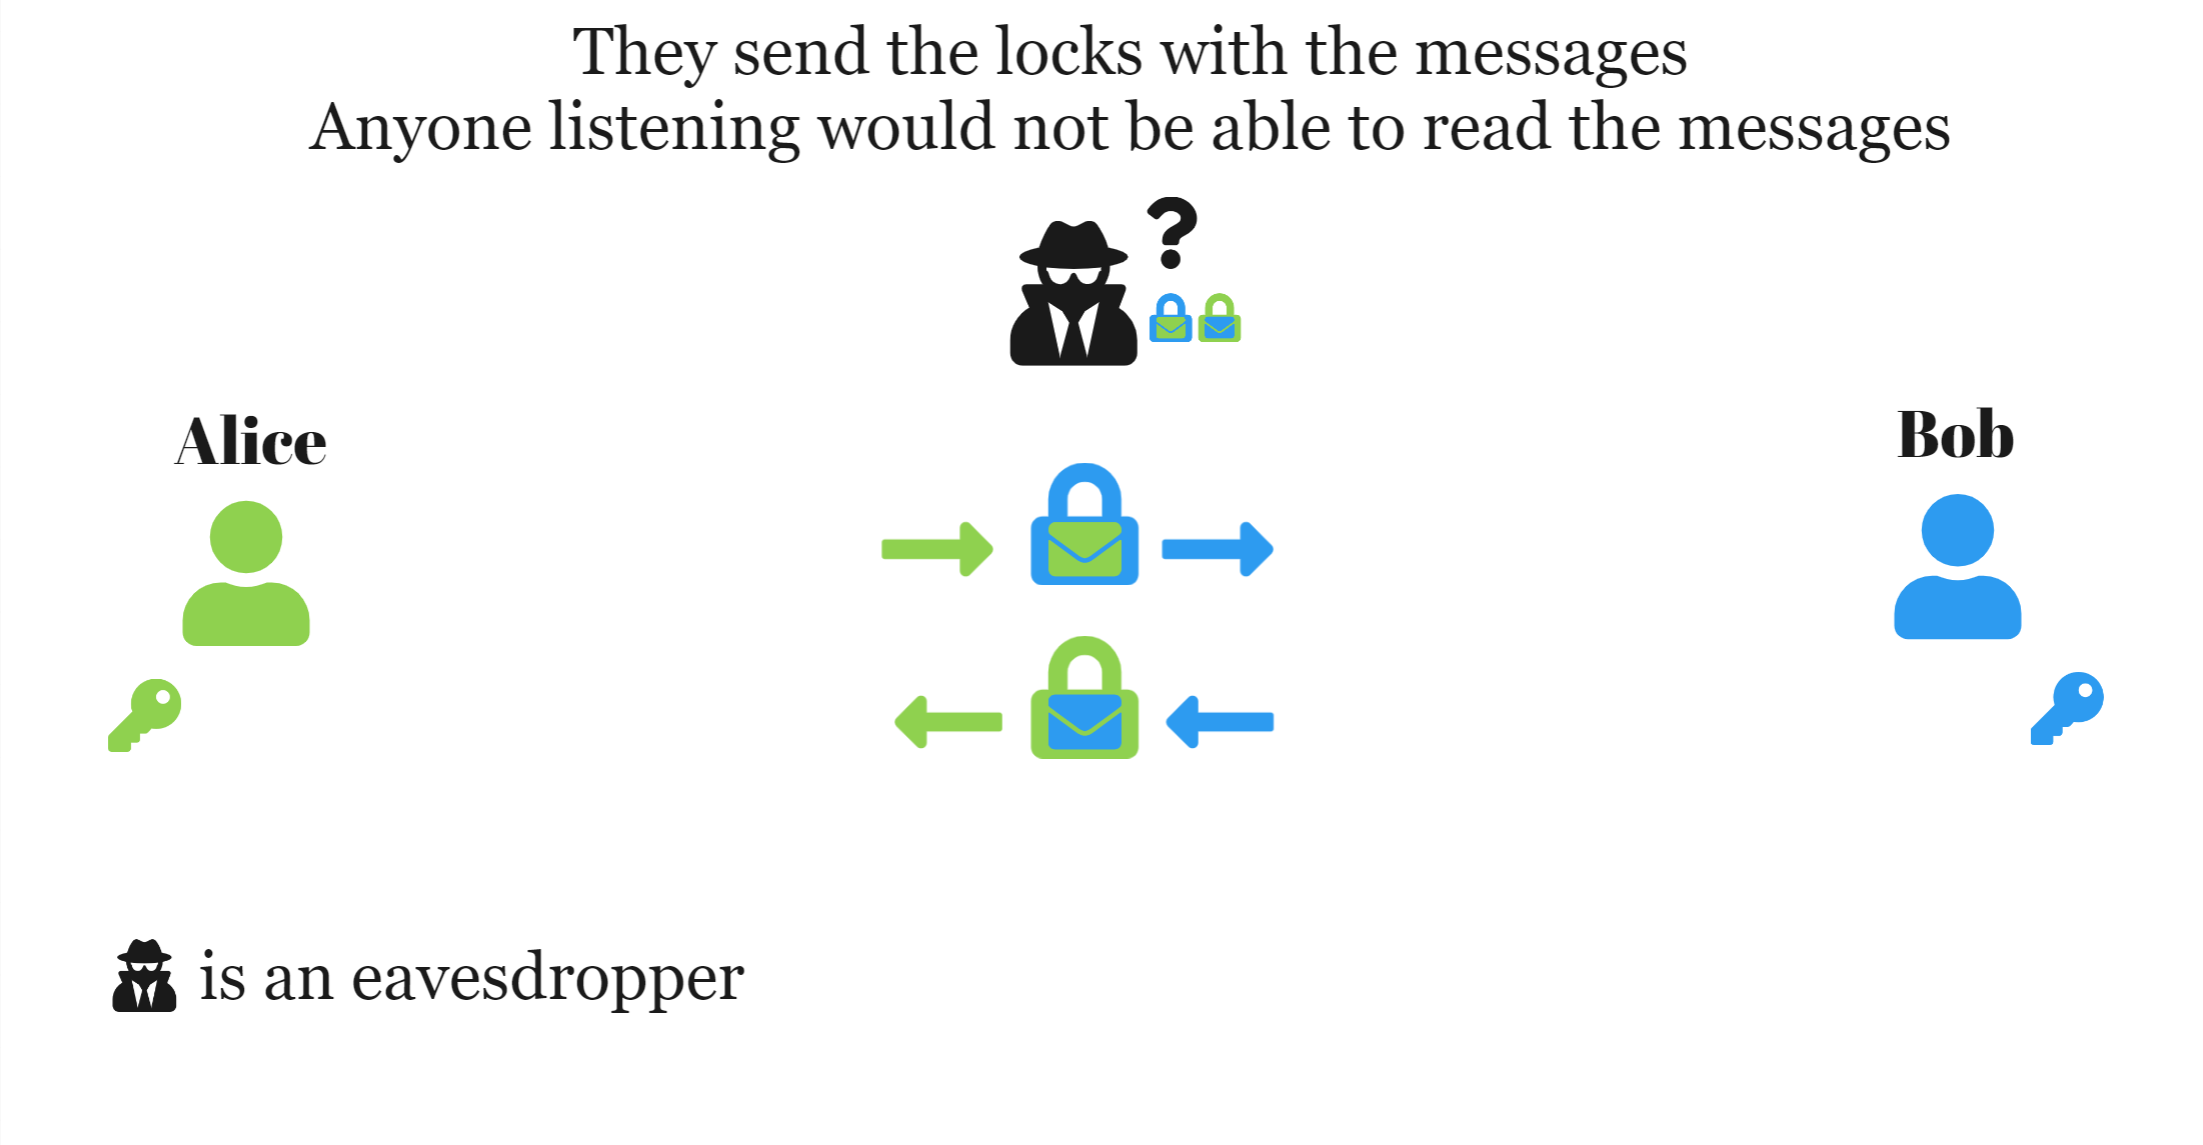 They send the locks with the messages
Anyone listening would not be able to read the messages
?
Alice
Bob
is an eavesdropper